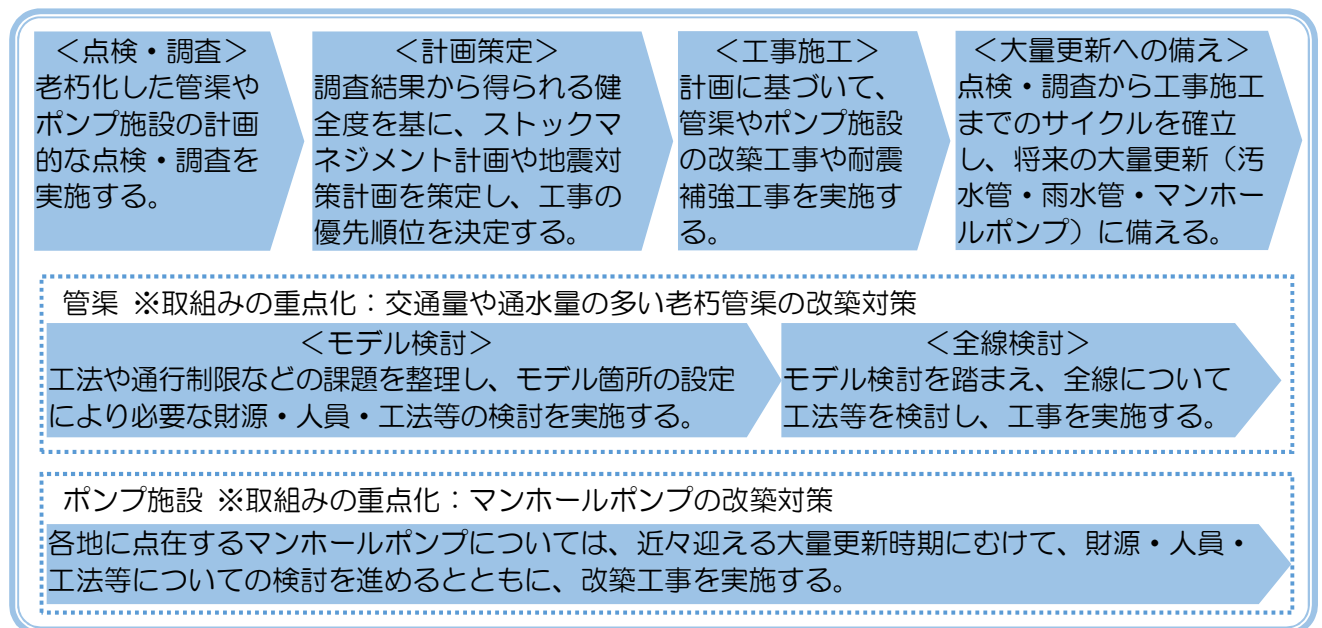 ＜点検・調査＞
老朽化した管渠や
ポンプ施設の計画
的な点検・調査を
実施する。
＜計画策定＞
調査結果から得られる健
全度を基に、ストックマ
ネジメント計画や地震対
策計画を策定し、工事の
優先順位を決定する。
＜工事施工＞
計画に基づいて、
管渠やポンプ施設
の改築工事や耐震
補強工事を実施す
る。
＜大量更新への備え＞
点検・調査から工事施工
までのサイクルを確立
し、将来の大量更新（汚
水管・雨水管・マンホー
ルポンプ）に備える。
管渠 ※取組みの重点化：交通量や通水量の多い老朽管渠の改築対策
＜モデル検討＞
工法や通行制限などの課題を整理し、モデル箇所の設定
により必要な財源・人員・工法等の検討を実施する。
＜全線検討＞
モデル検討を踏まえ、全線について
工法等を検討し、工事を実施する。
ポンプ施設 ※取組みの重点化：マンホールポンプの改築対策
各地に点在するマンホールポンプについては、近々迎える大量更新時期にむけて、財源・人員・
工法等についての検討を進めるとともに、改築工事を実施する。